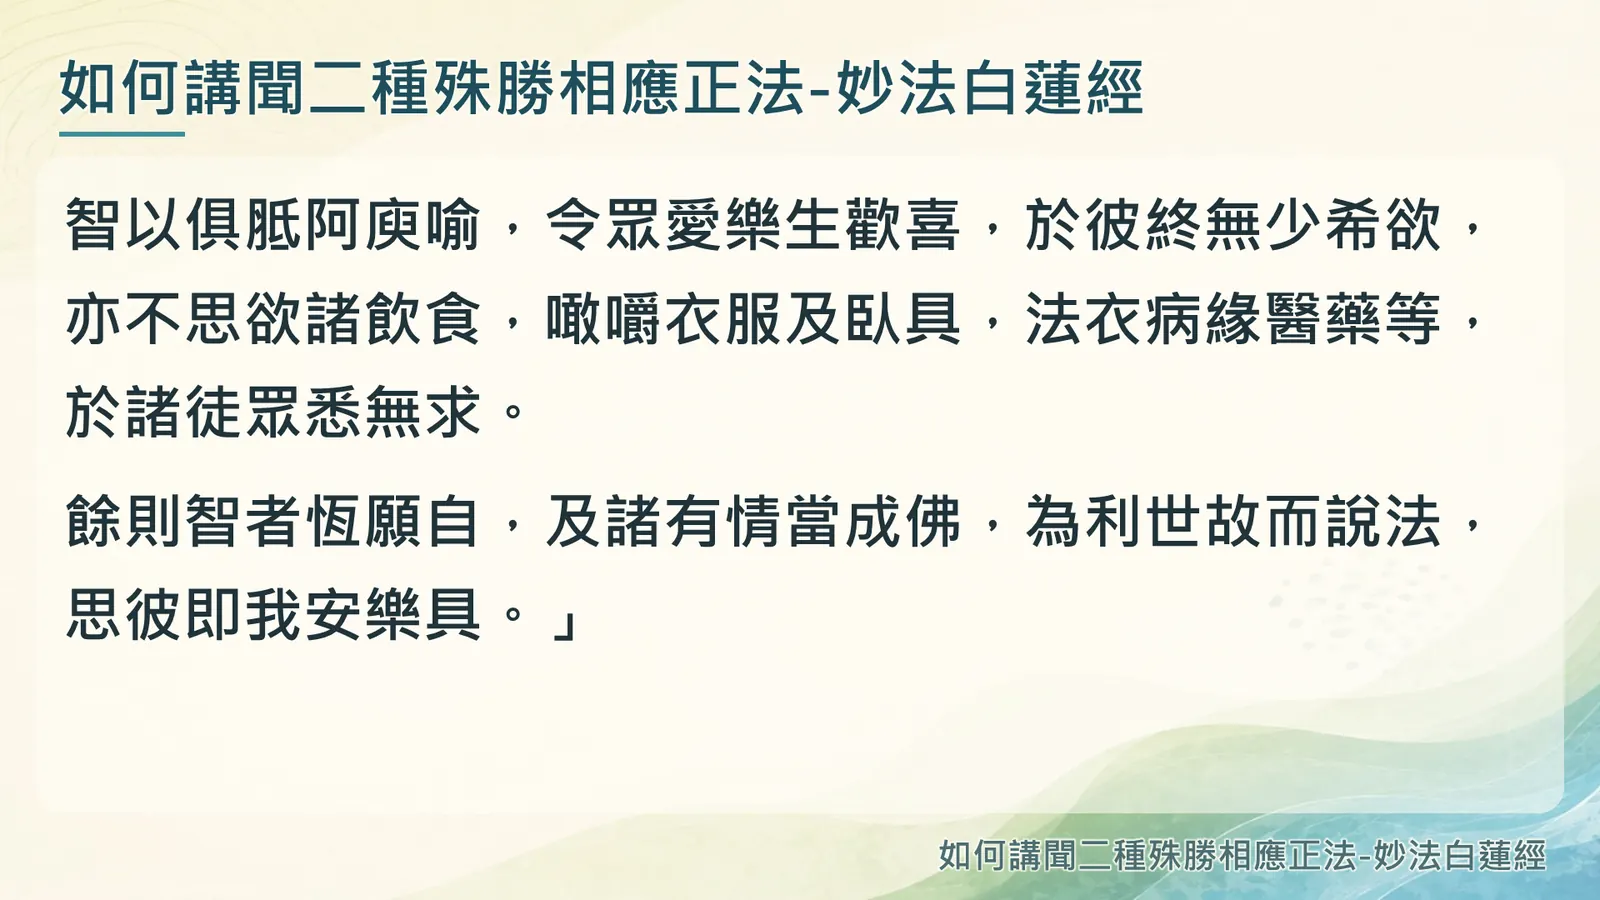 如何講聞二種殊勝相應正法-妙法白蓮經
智以俱胝阿庾喻，令眾愛樂生歡喜，於彼終無少希欲，
亦不思欲諸飲食，噉嚼衣服及臥具，法衣病緣醫藥等，
於諸徒眾悉無求。
餘則智者恆願自，及諸有情當成佛，為利世故而說法，
思彼即我安樂具。」
如何講聞二種殊勝相應正法-妙法白蓮經